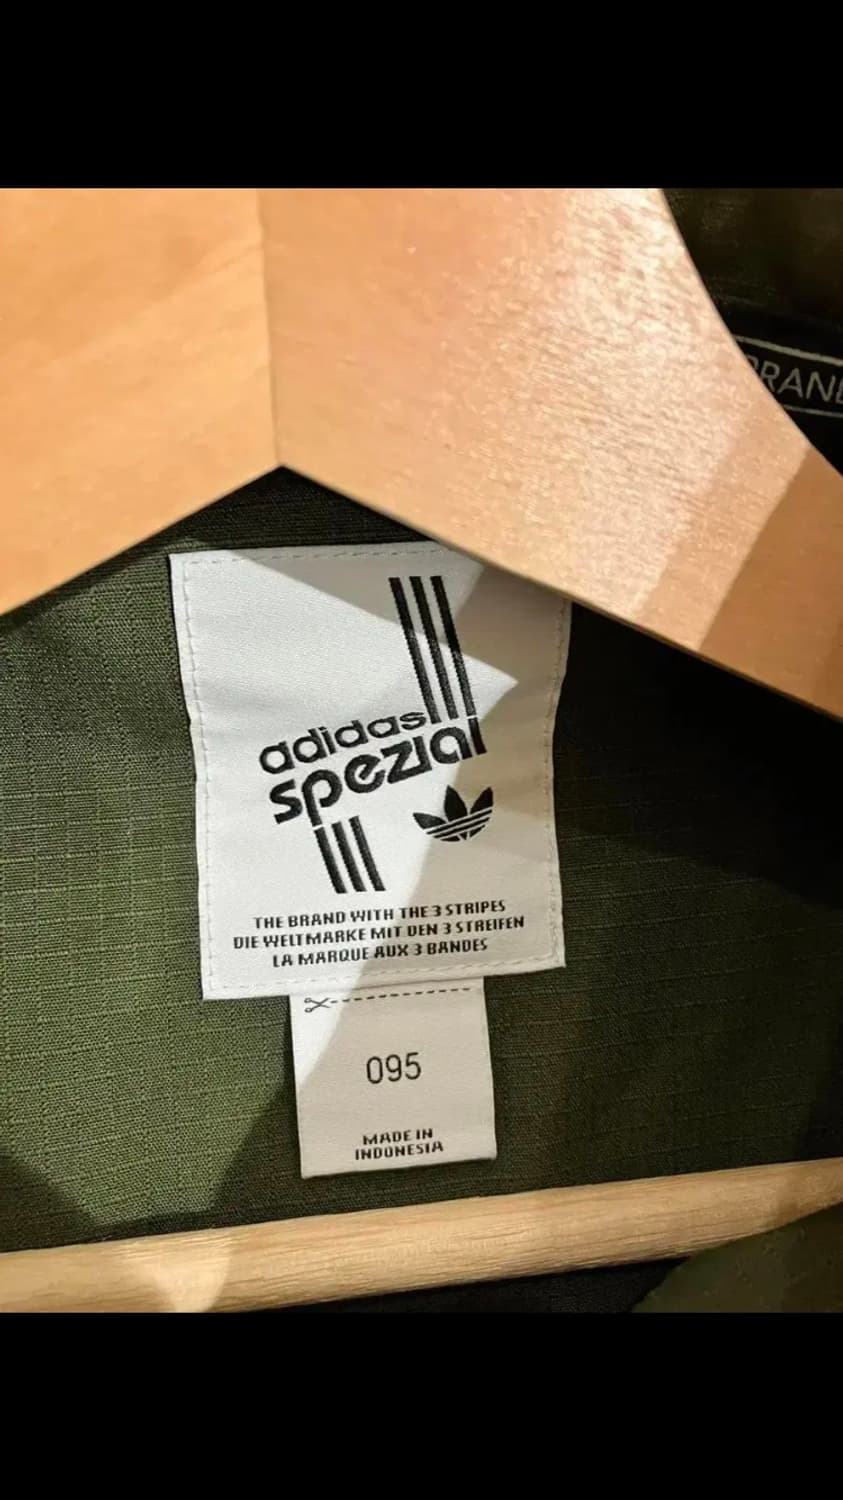 adidas
spezial
THE BRAND WITH THE 3 STRIPES
DIE WELTMARKE MIT DEN 3 STREIFEN
LA MARQUE AUX 3 BANDES
095
MADE IN
INDONESIA